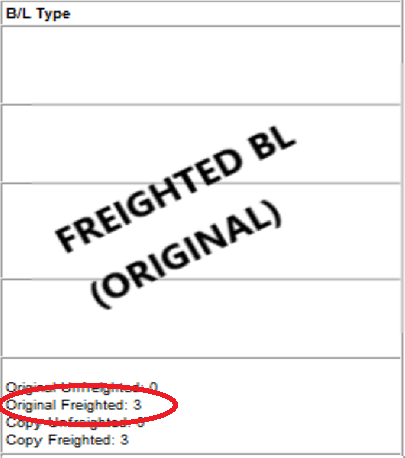 B/L Type
FREIGHTED BL
(ORIGINAL)
Original Unfreighted: 0
Original Freighted: 3
Copy Unfreighted: 0
Copy Freighted: 3